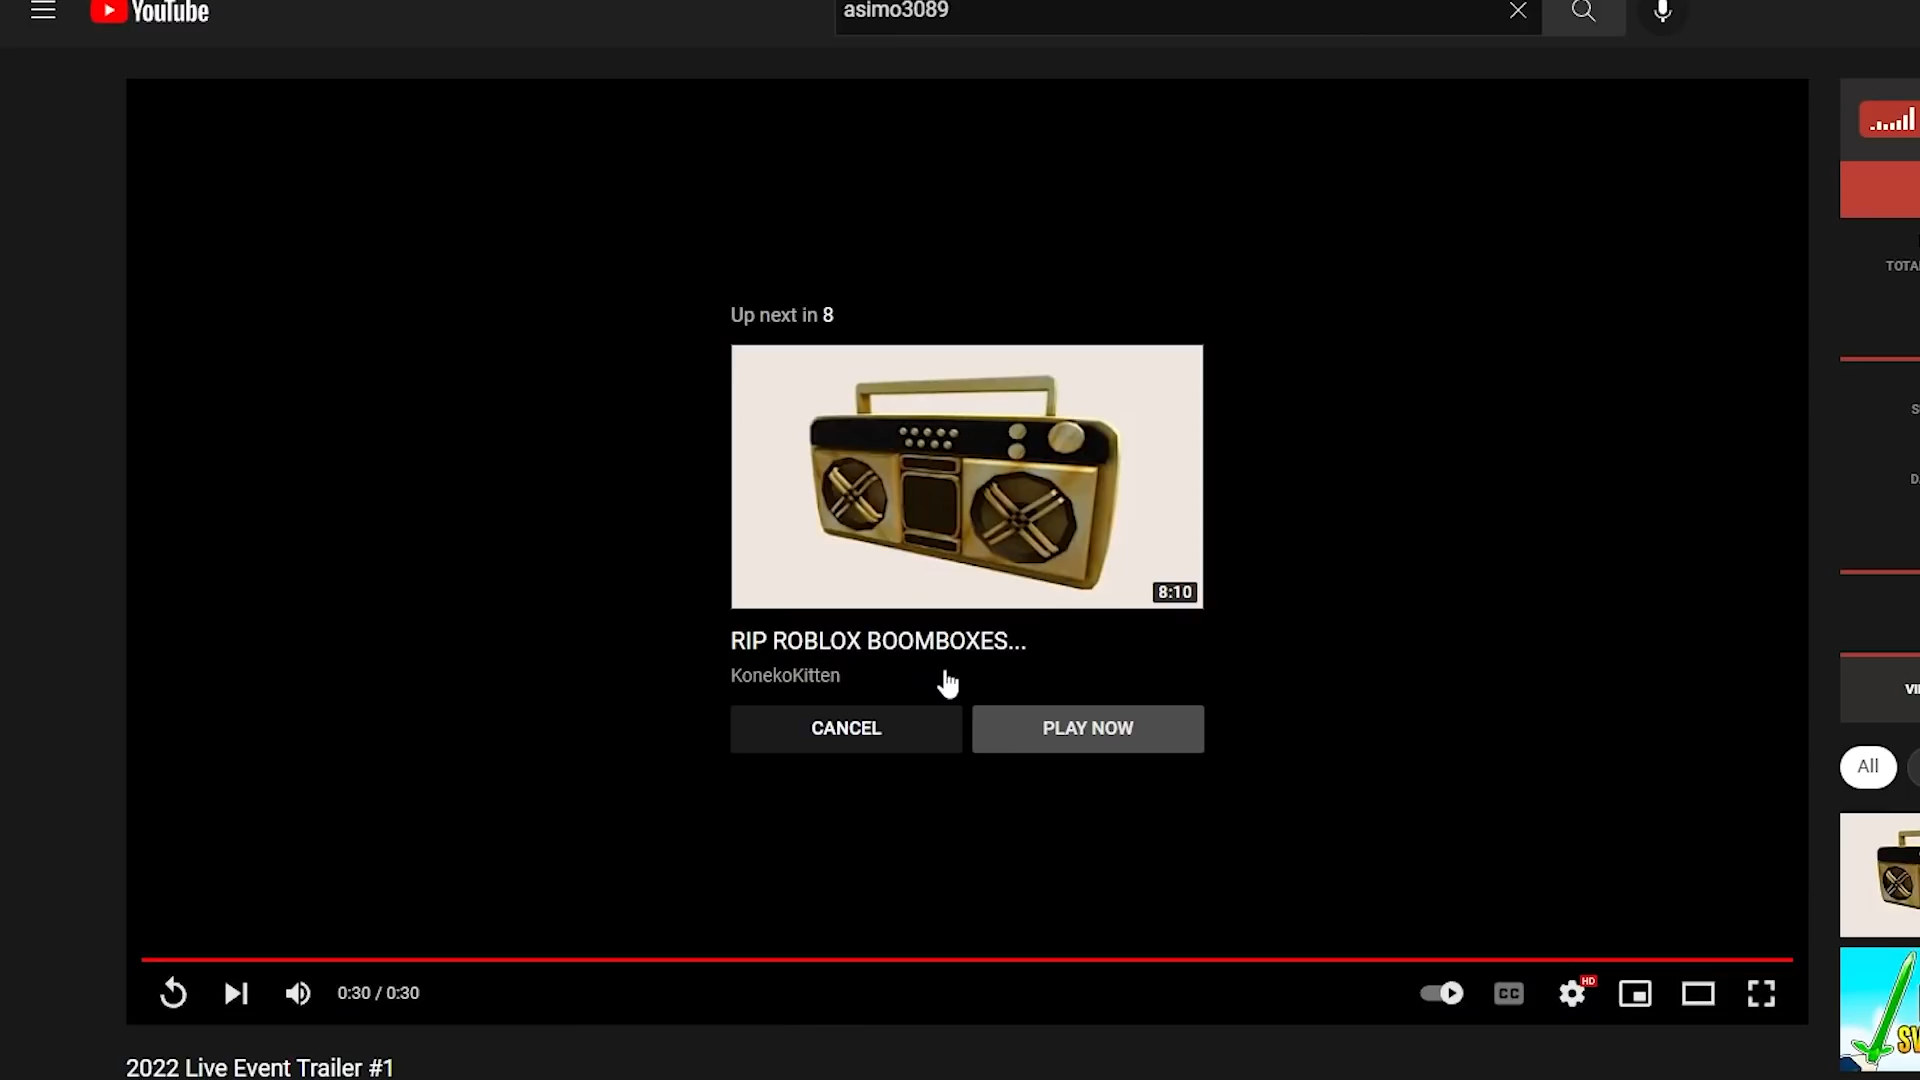 YouTube
asimo3089
Up next in 8
8:10
RIP ROBLOX BOOMBOXES...
KonekoKitten
CANCEL
PLAY NOW
0:30 / 0:30
CC
HD
2022 Live Event Trailer #1
All